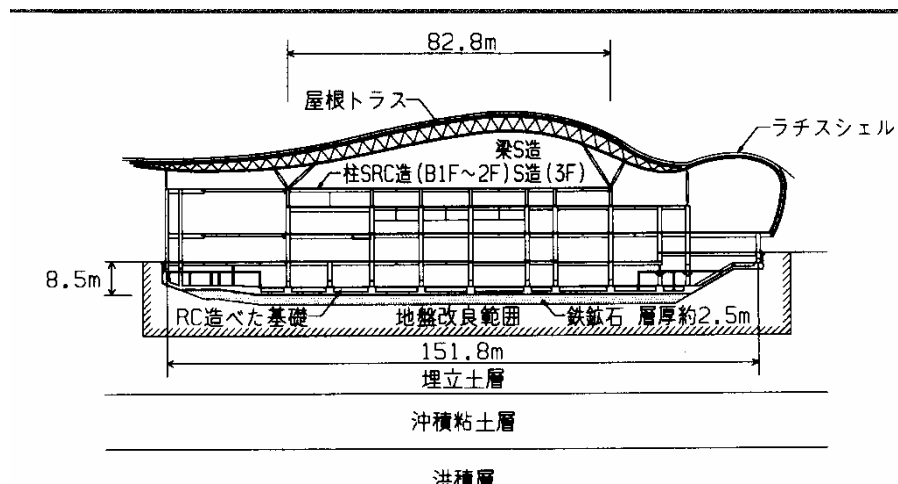 82.8m
屋根トラス
ラチスシェル
梁S造
柱SRC造(B1F～2F)S造(3F)
8.5m
RC造べた基礎
地盤改良範囲
鉄鉱石 層厚約2.5m
151.8m
埋立土層
沖積粘土層
洪積層